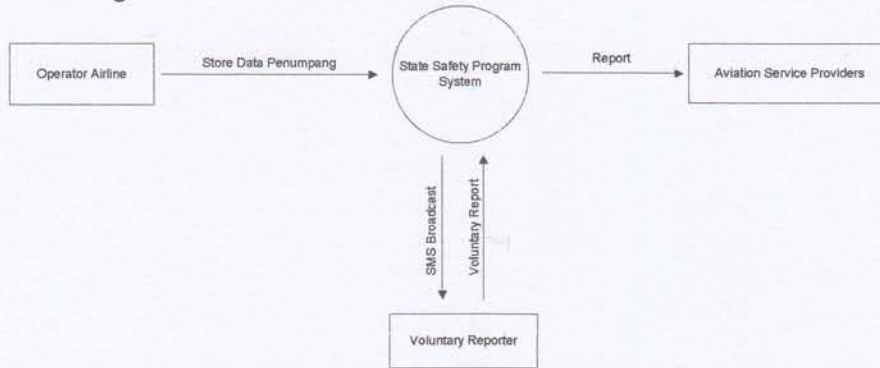 Operator Airline
Store Data Penumpang
State Safety Program
System
Report
Aviation Service Providers
SMS Broadcast
Voluntary Report
Voluntary Reporter